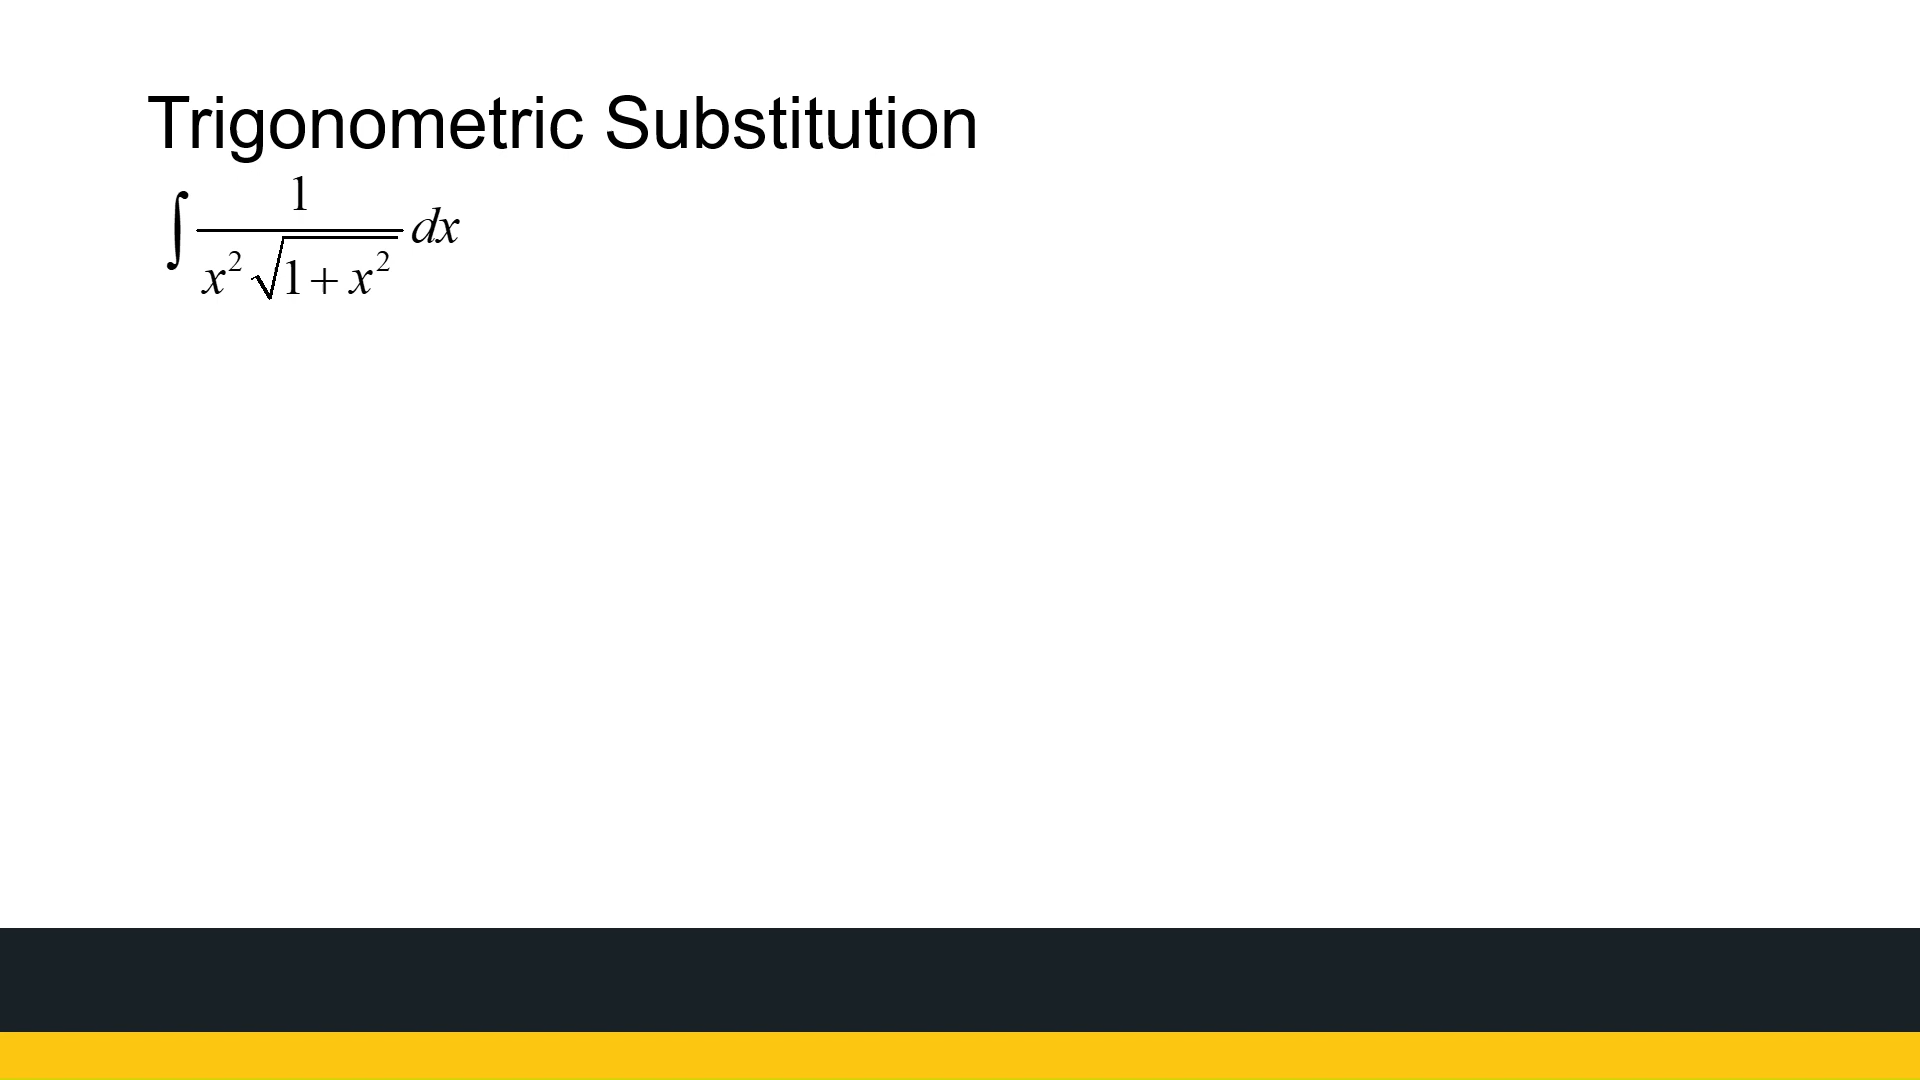 Trigonometric Substitution
∫ 1/(x²√(1+x²)) dx